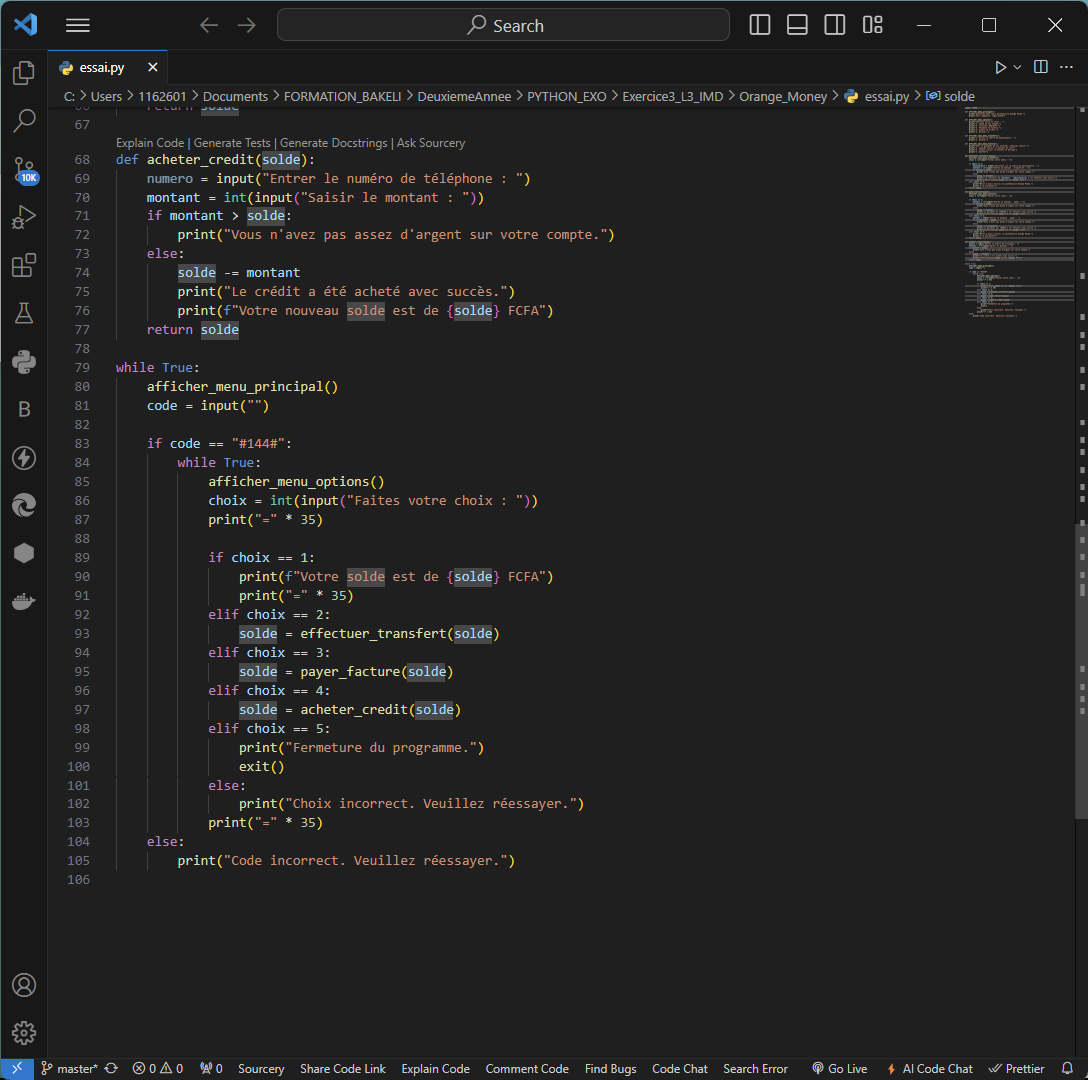 Search
essai.py
C: > Users > 1162601 > Documents > FORMATION_BAKELI > DeuxiemeAnnee > PYTHON_EXO > Exercice3_L3_IMD > Orange_Money > essai.py > solde
66 return solde
67
Explain Code | Generate Tests | Generate Docstrings | Ask Sourcery
68 def acheter_credit(solde):
69     numero = input("Entrer le numéro de téléphone : ")
70     montant = int(input("Saisir le montant : "))
71     if montant > solde:
72         print("Vous n'avez pas assez d'argent sur votre compte.")
73     else:
74         solde -= montant
75         print("Le crédit a été acheté avec succès.")
76         print(f"Votre nouveau solde est de {solde} FCFA")
77     return solde
78
79 while True:
80     afficher_menu_principal()
81     code = input("")
82
83     if code == "#144#":
84         while True:
85             afficher_menu_options()
86             choix = int(input("Faites votre choix : "))
87             print("=" * 35)
88
89             if choix == 1:
90                 print(f"Votre solde est de {solde} FCFA")
91                 print("=" * 35)
92             elif choix == 2:
93                 solde = effectuer_transfert(solde)
94             elif choix == 3:
95                 solde = payer_facture(solde)
96             elif choix == 4:
97                 solde = acheter_credit(solde)
98             elif choix == 5:
99                 print("Fermeture du programme.")
100                 exit()
101             else:
102                 print("Choix incorrect. Veuillez réessayer.")
103             print("=" * 35)
104     else:
105         print("Code incorrect. Veuillez réessayer.")
106
10K
B
master* 0 0 0 Sourcery Share Code Link Explain Code Comment Code Find Bugs Code Chat Search Error Go Live AI Code Chat Prettier